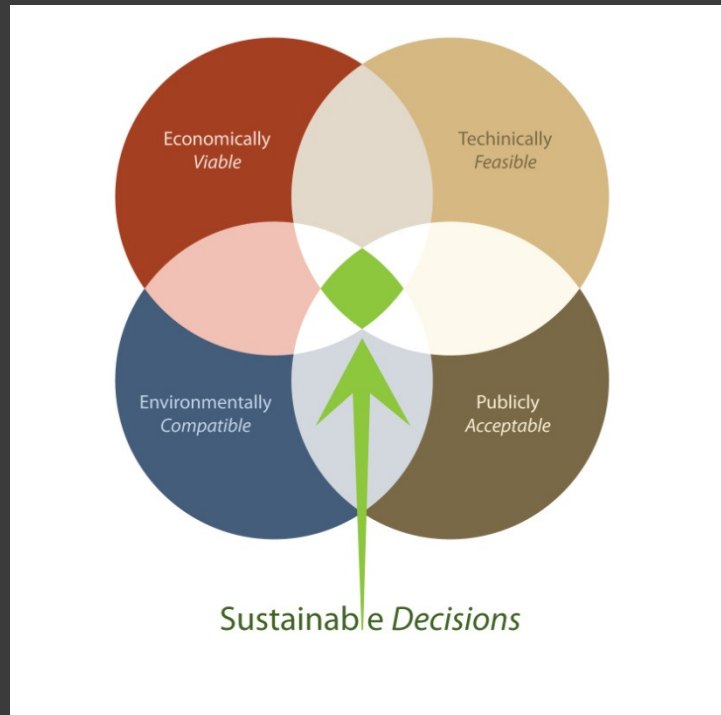 Economically
Viable
Techinically
Feasible
Environmentally
Compatible
Publicly
Acceptable
Sustainable Decisions